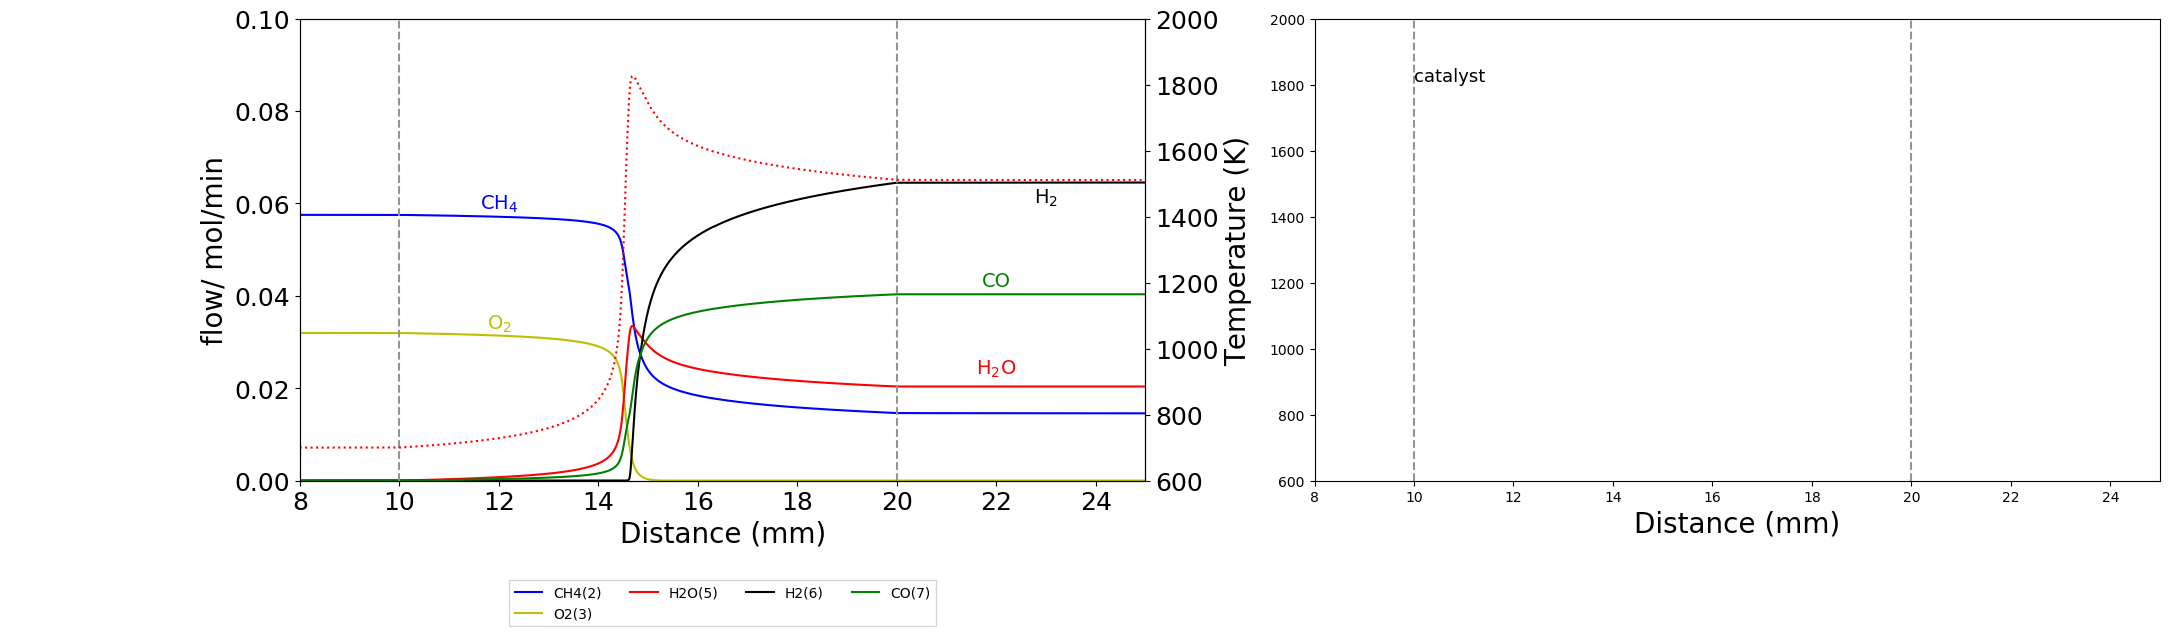 0.10
0.08
0.06
0.04
0.02
0.00
flow/ mol/min
8 10 12 14 16 18 20 22 24
Distance (mm)
2000
1800
1600
1400
1200
1000
800
600
Temperature (K)
CH₄
O₂
H₂
CO
H₂O
CH4(2) H2O(5) H2(6) CO(7)
O2(3)
2000
1800
1600
1400
1200
1000
800
600
catalyst
8 10 12 14 16 18 20 22 24
Distance (mm)